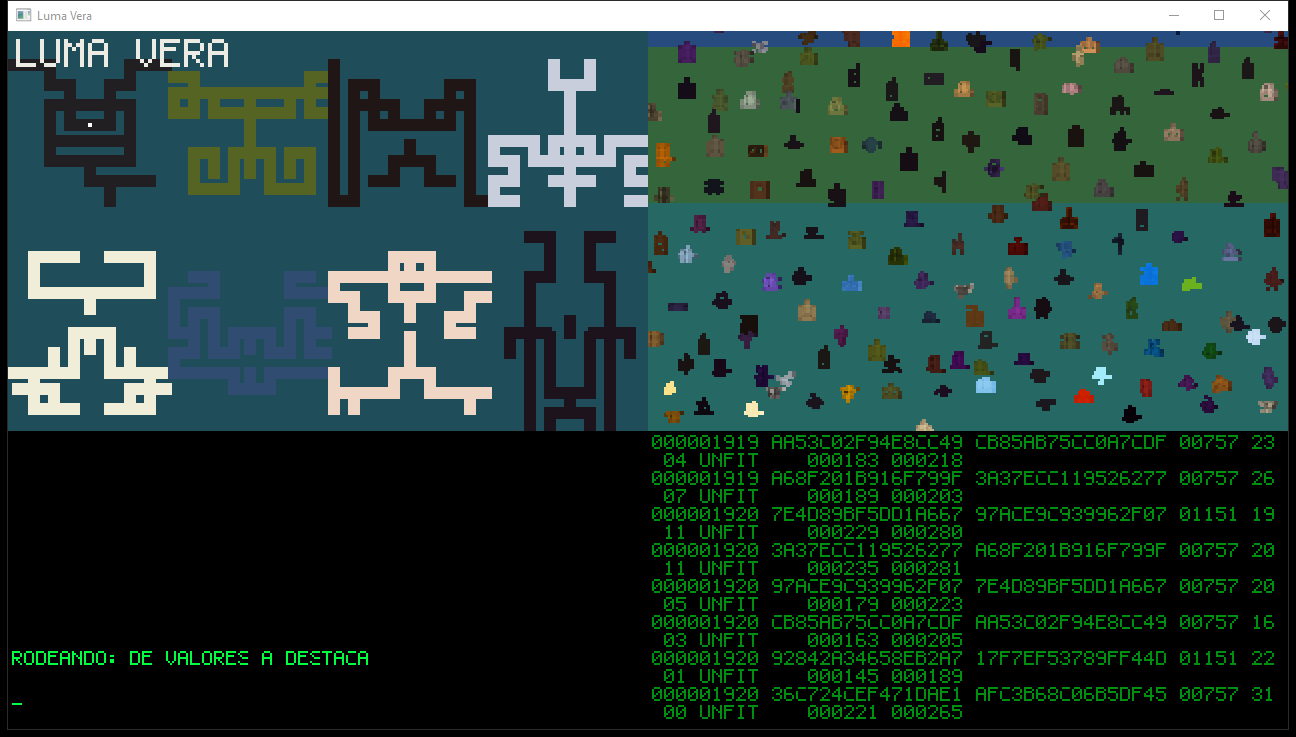 Luma Vera
LUMA VERA
RODEANDO: DE VALORES A DESTACA
_
000001919 AA53C02F94E8CC49 CB85AB75CC0A7CDF 00757 23
04 UNFIT 000183 000218
000001919 A68F201B916F799F 3A37ECC119526277 00757 26
07 UNFIT 000189 000203
000001920 7E4D89BF5DD1A667 97ACE9C939962F07 01151 19
11 UNFIT 000229 000280
000001920 3A37ECC119526277 A68F201B916F799F 00757 20
11 UNFIT 000235 000281
000001920 97ACE9C939962F07 7E4D89BF5DD1A667 00757 20
05 UNFIT 000179 000223
000001920 CB85AB75CC0A7CDF AA53C02F94E8CC49 00757 16
03 UNFIT 000163 000205
000001920 92842A34658EB2A7 17F7EF53789FF44D 01151 22
01 UNFIT 000145 000189
000001920 36C724CEF471DAE1 AFC3B68C06B5DF45 00757 31
00 UNFIT 000221 000265